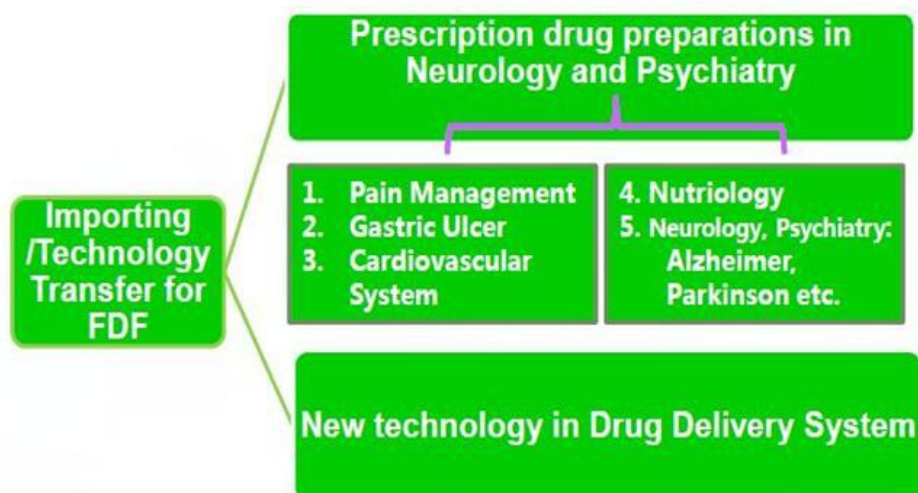 Prescription drug preparations in
Neurology and Psychiatry
Importing
/Technology
Transfer for
FDF
1. Pain Management
2. Gastric Ulcer
3. Cardiovascular
System
4. Nutriology
5. Neurology, Psychiatry:
Alzheimer,
Parkinson etc.
New technology in Drug Delivery System